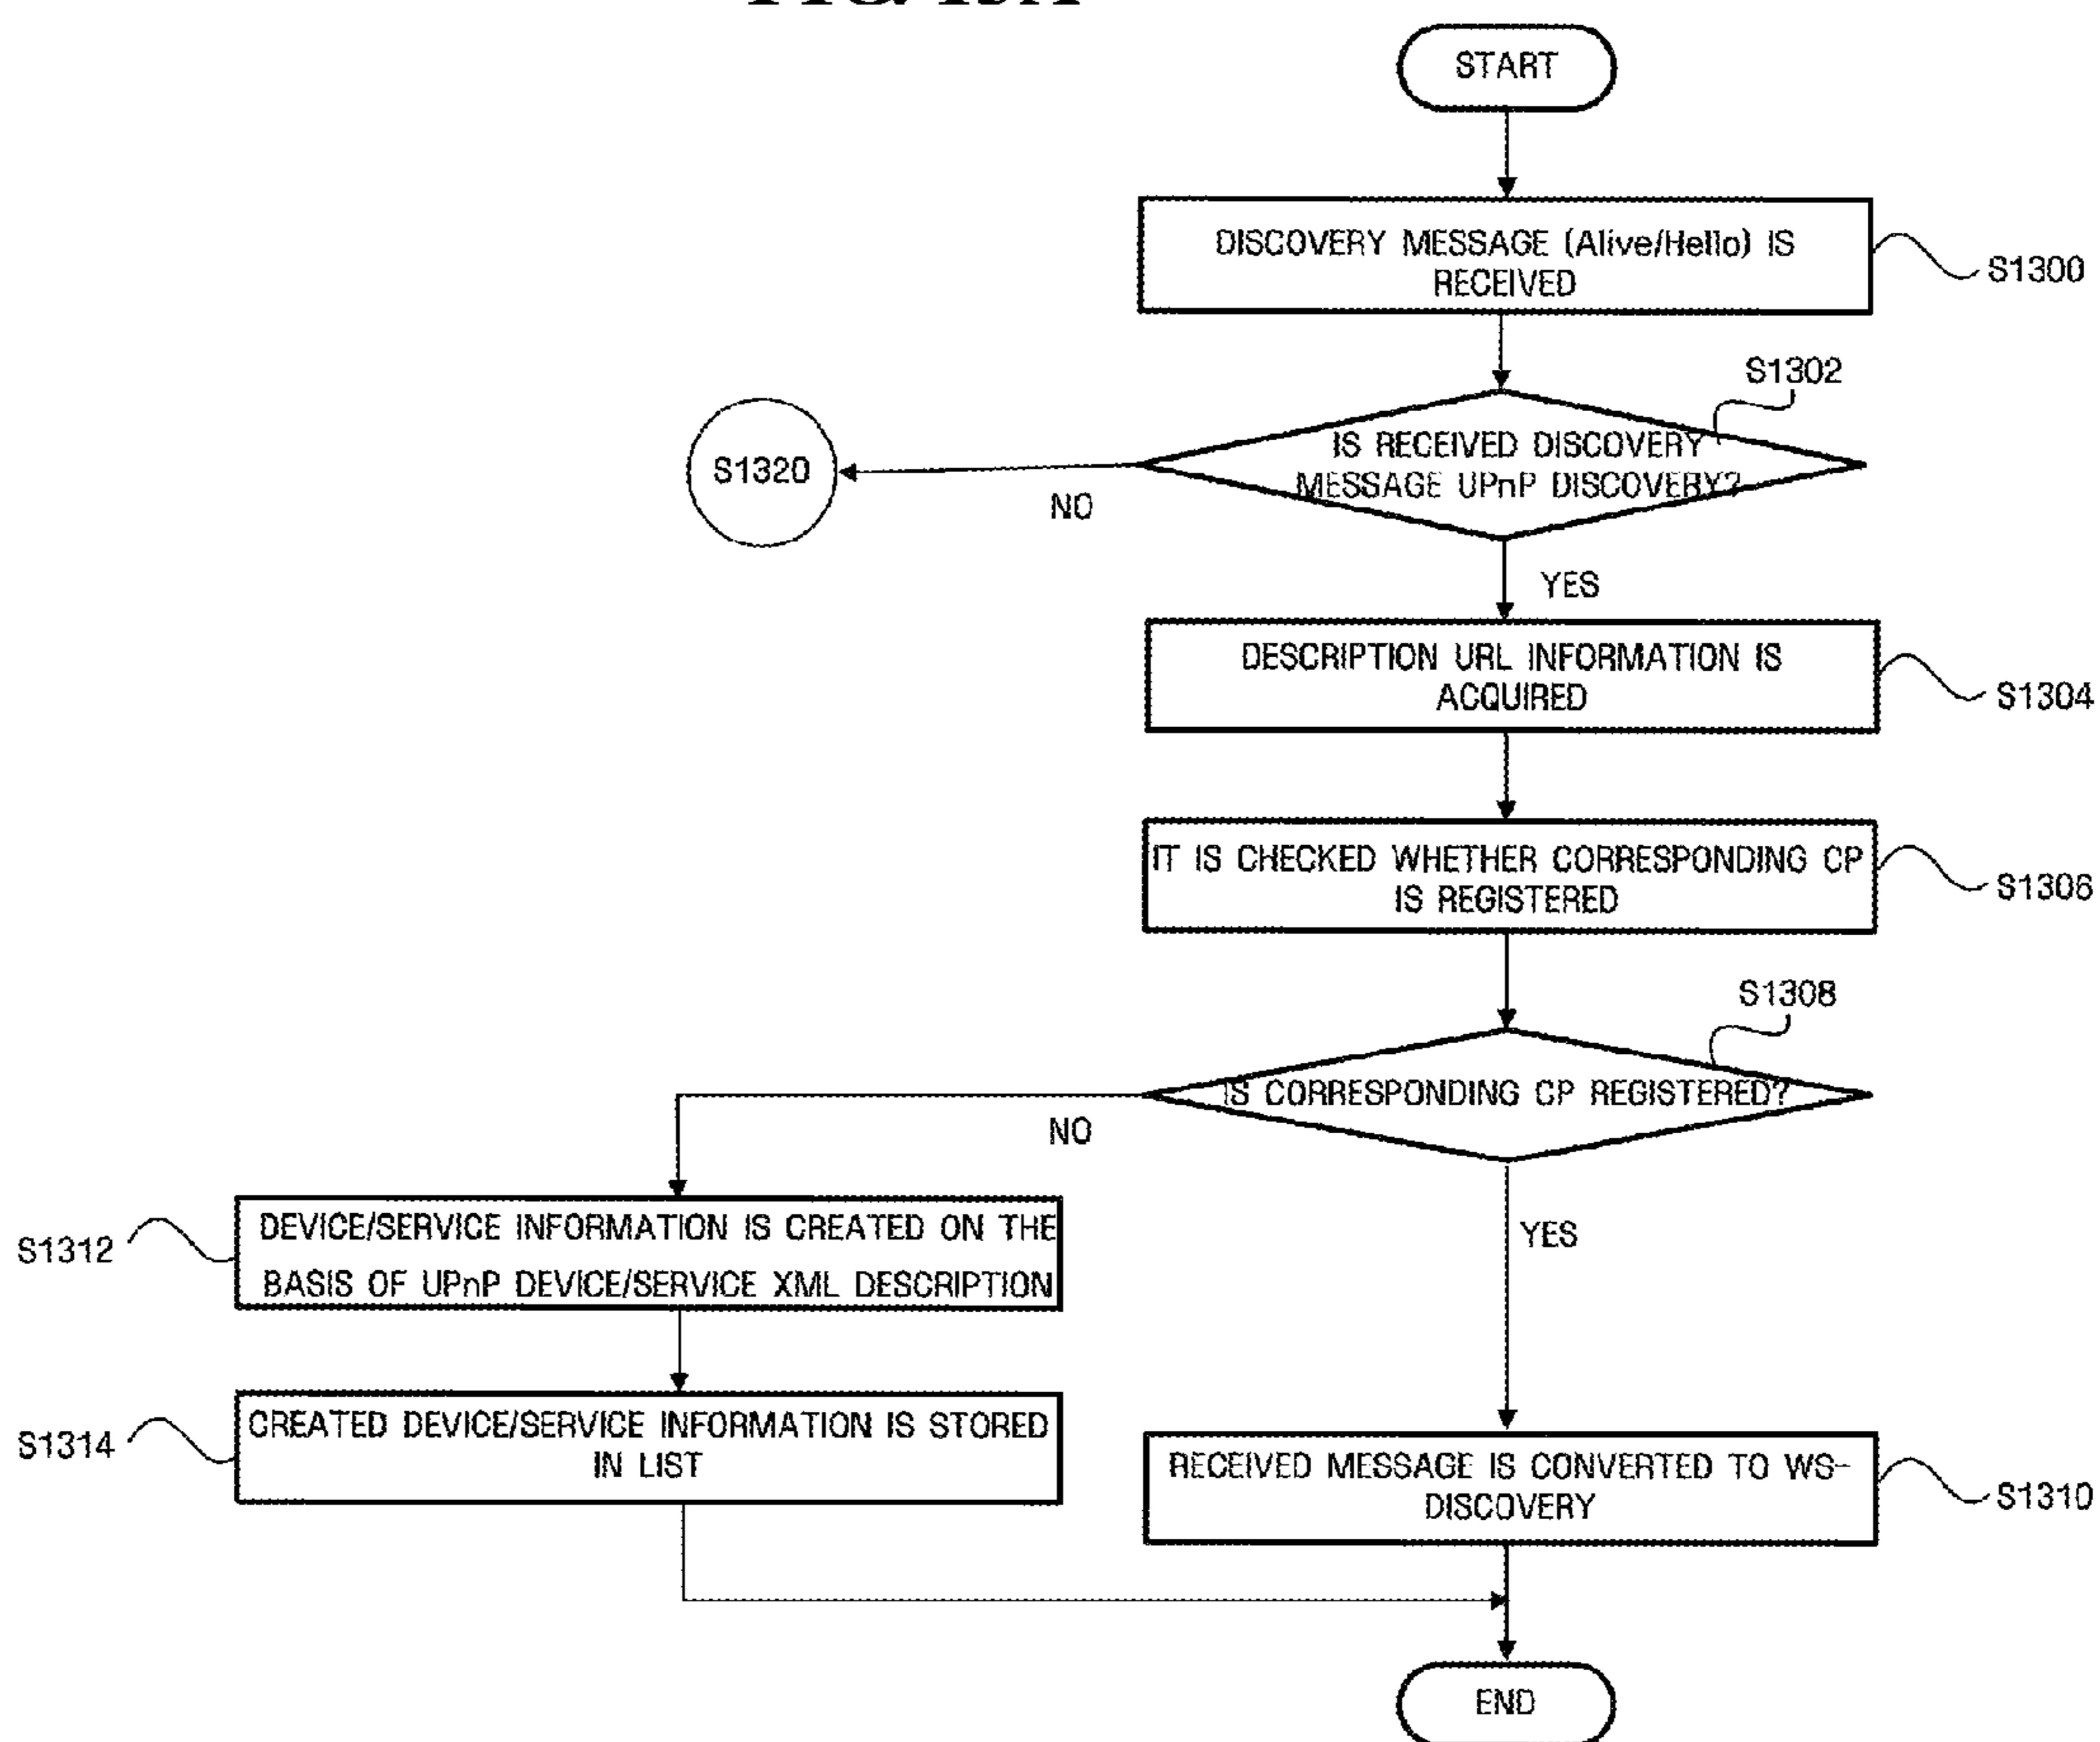 START
DISCOVERY MESSAGE (Alive/Hello) IS
RECEIVED
S1300
S1302
IS RECEIVED DISCOVERY
MESSAGE UPnP DISCOVERY?
S1320
NO
YES
DESCRIPTION URL INFORMATION IS
ACQUIRED
S1304
IT IS CHECKED WHETHER CORRESPONDING CP
IS REGISTERED
S1306
S1308
IS CORRESPONDING CP REGISTERED?
NO
YES
S1312
DEVICE/SERVICE INFORMATION IS CREATED ON THE
BASIS OF UPnP DEVICE/SERVICE XML DESCRIPTION
S1314
CREATED DEVICE/SERVICE INFORMATION IS STORED
IN LIST
RECEIVED MESSAGE IS CONVERTED TO WS-
DISCOVERY
S1310
END